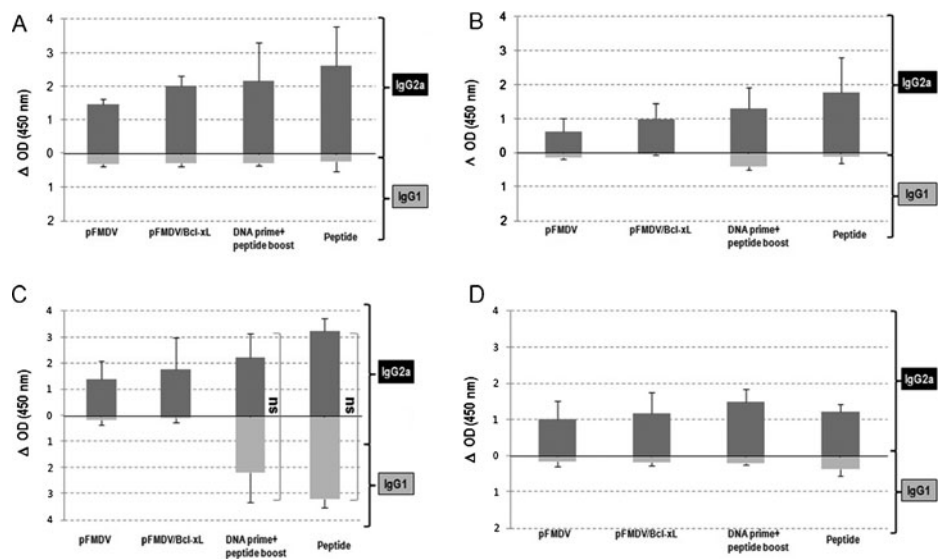 A
Δ OD (450 nm)
4
3
2
1
0
1
2
IgG2a
IgG1
pFMDV
pFMDV/Bcl-xL
DNA prime+
peptide boost
Peptide
B
Λ OD (450 nm)
4
3
2
1
0
1
2
IgG2a
IgG1
pFMDV
pFMDV/Bcl-xL
DNA prime+
peptide boost
Peptide
C
Δ OD (450 nm)
4
3
2
1
0
1
2
3
4
ns
ns
IgG2a
IgG1
pFMDV
pFMDV/Bcl-xL
DNA prime+
peptide boost
Peptide
D
Δ OD (450 nm)
4
3
2
1
0
1
2
IgG2a
IgG1
pFMDV
pFMDV/Bcl-xL
DNA prime+
peptide boost
Peptide